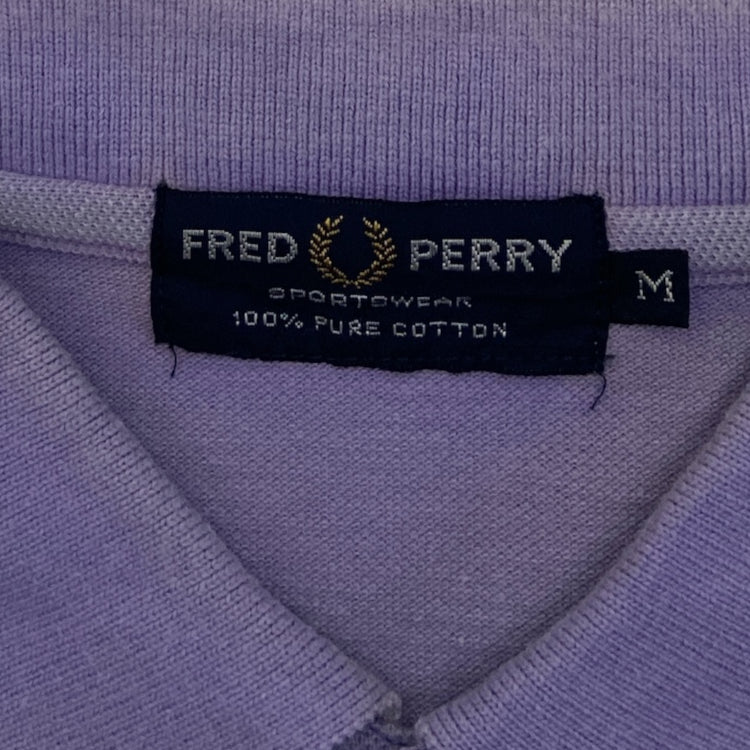 FRED PERRY
SPORTSWEAR
100% PURE COTTON
M